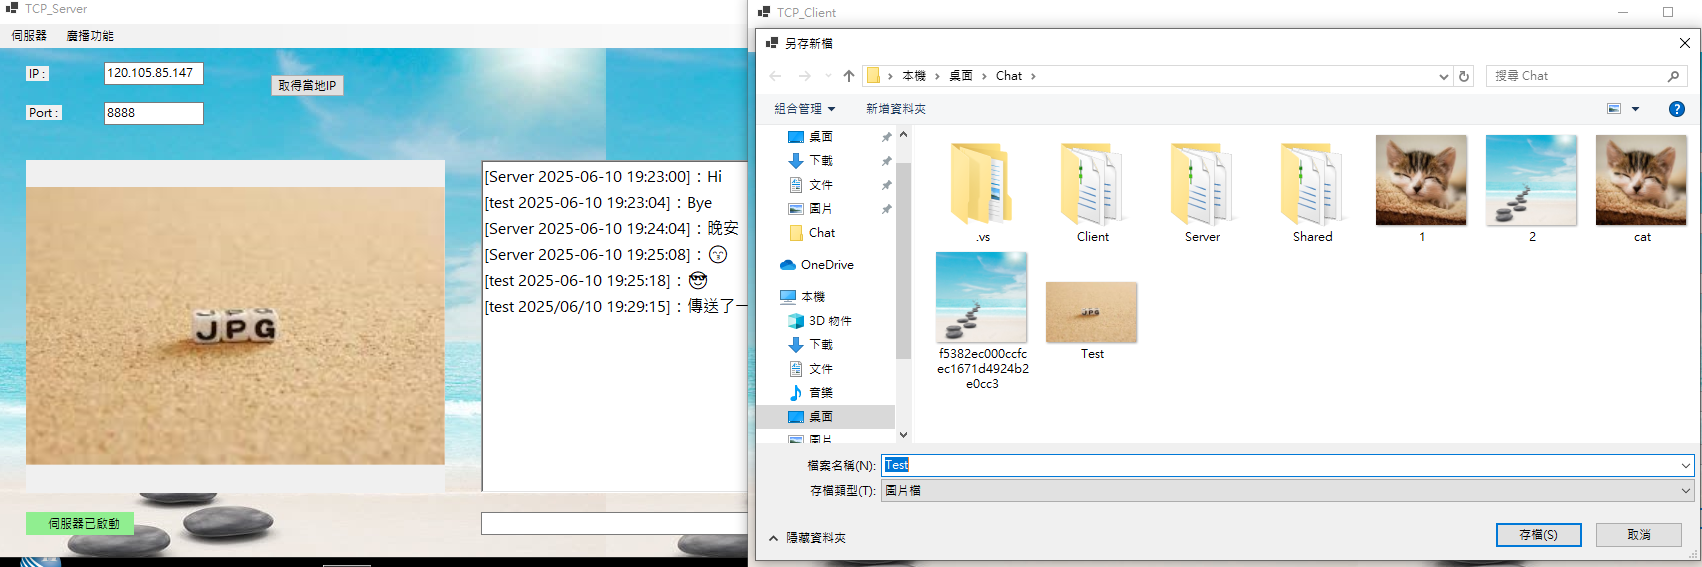 TCP_Server
伺服器 廣播功能
IP :
120.105.85.147
取得當地IP
Port :
8888
JPG
[Server 2025-06-10 19:23:00]：Hi
[test 2025-06-10 19:23:04]：Bye
[Server 2025-06-10 19:24:04]：晚安
[Server 2025-06-10 19:25:08]：😙
[test 2025-06-10 19:25:18]：😎
[test 2025/06/10 19:29:15]：傳送了一
伺服器已啟動
TCP_Client
另存新檔
本機 › 桌面 › Chat ›
搜尋 Chat
組合管理 新增資料夾
桌面
下載
文件
圖片
Chat
OneDrive
本機
3D 物件
下載
文件
音樂
桌面
圖片
.vs
Client
Server
Shared
1
2
cat
f5382ec000ccfc
ec1671d4924b2
e0cc3
JPG
Test
檔案名稱(N):
Test
存檔類型(T):
圖片檔
隱藏資料夾
存檔(S)
取消